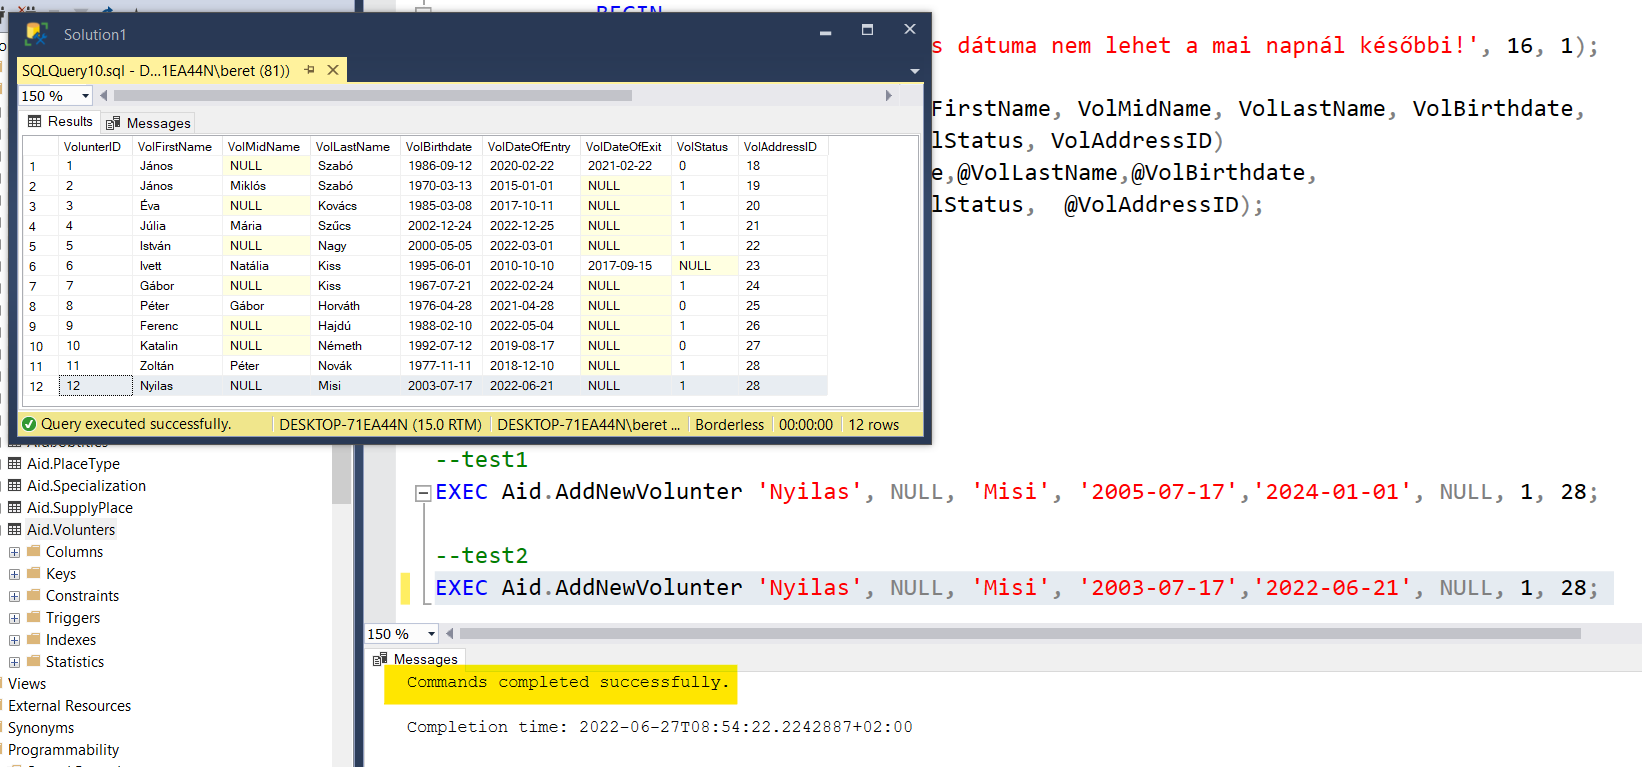 BEGIN
Solution1
s dátuma nem lehet a mai napnál későbbi!', 16, 1);
SQLQuery10.sql - D...1EA44N\beret (81))
150 %
FirstName, VolMidName, VolLastName, VolBirthdate,
Results Messages
lStatus, VolAddressID)
e,@VolLastName,@VolBirthdate,
lStatus,  @VolAddressID);
VolunterID VolFirstName VolMidName VolLastName VolBirthdate VolDateOfEntry VolDateOfExit VolStatus VolAddressID
1 1 János NULL Szabó 1986-09-12 2020-02-22 2021-02-22 0 18
2 2 János Miklós Szabó 1970-03-13 2015-01-01 NULL 1 19
3 3 Éva NULL Kovács 1985-03-08 2017-10-11 NULL 1 20
4 4 Júlia Mária Szűcs 2002-12-24 2022-12-25 NULL 1 21
5 5 István NULL Nagy 2000-05-05 2022-03-01 NULL 1 22
6 6 Ivett Natália Kiss 1995-06-01 2010-10-10 2017-09-15 NULL 23
7 7 Gábor NULL Kiss 1967-07-21 2022-02-24 NULL 1 24
8 8 Péter Gábor Horváth 1976-04-28 2021-04-28 NULL 0 25
9 9 Ferenc NULL Hajdú 1988-02-10 2022-05-04 NULL 1 26
10 10 Katalin NULL Németh 1992-07-12 2019-08-17 NULL 0 27
11 11 Zoltán Péter Novák 1977-11-11 2018-12-10 NULL 1 28
12 12 Nyilas NULL Misi 2003-07-17 2022-06-21 NULL 1 28
Query executed successfully. DESKTOP-71EA44N (15.0 RTM) DESKTOP-71EA44N\beret ... Borderless 00:00:00 12 rows
Aid.PlaceType
Aid.Specialization
Aid.SupplyPlace
Aid.Volunters
Columns
Keys
Constraints
Triggers
Indexes
Statistics
Views
External Resources
Synonyms
Programmability
--test1
EXEC Aid.AddNewVolunter 'Nyilas', NULL, 'Misi', '2005-07-17','2024-01-01', NULL, 1, 28;
--test2
EXEC Aid.AddNewVolunter 'Nyilas', NULL, 'Misi', '2003-07-17','2022-06-21', NULL, 1, 28;
150 %
Messages
Commands completed successfully.
Completion time: 2022-06-27T08:54:22.2242887+02:00